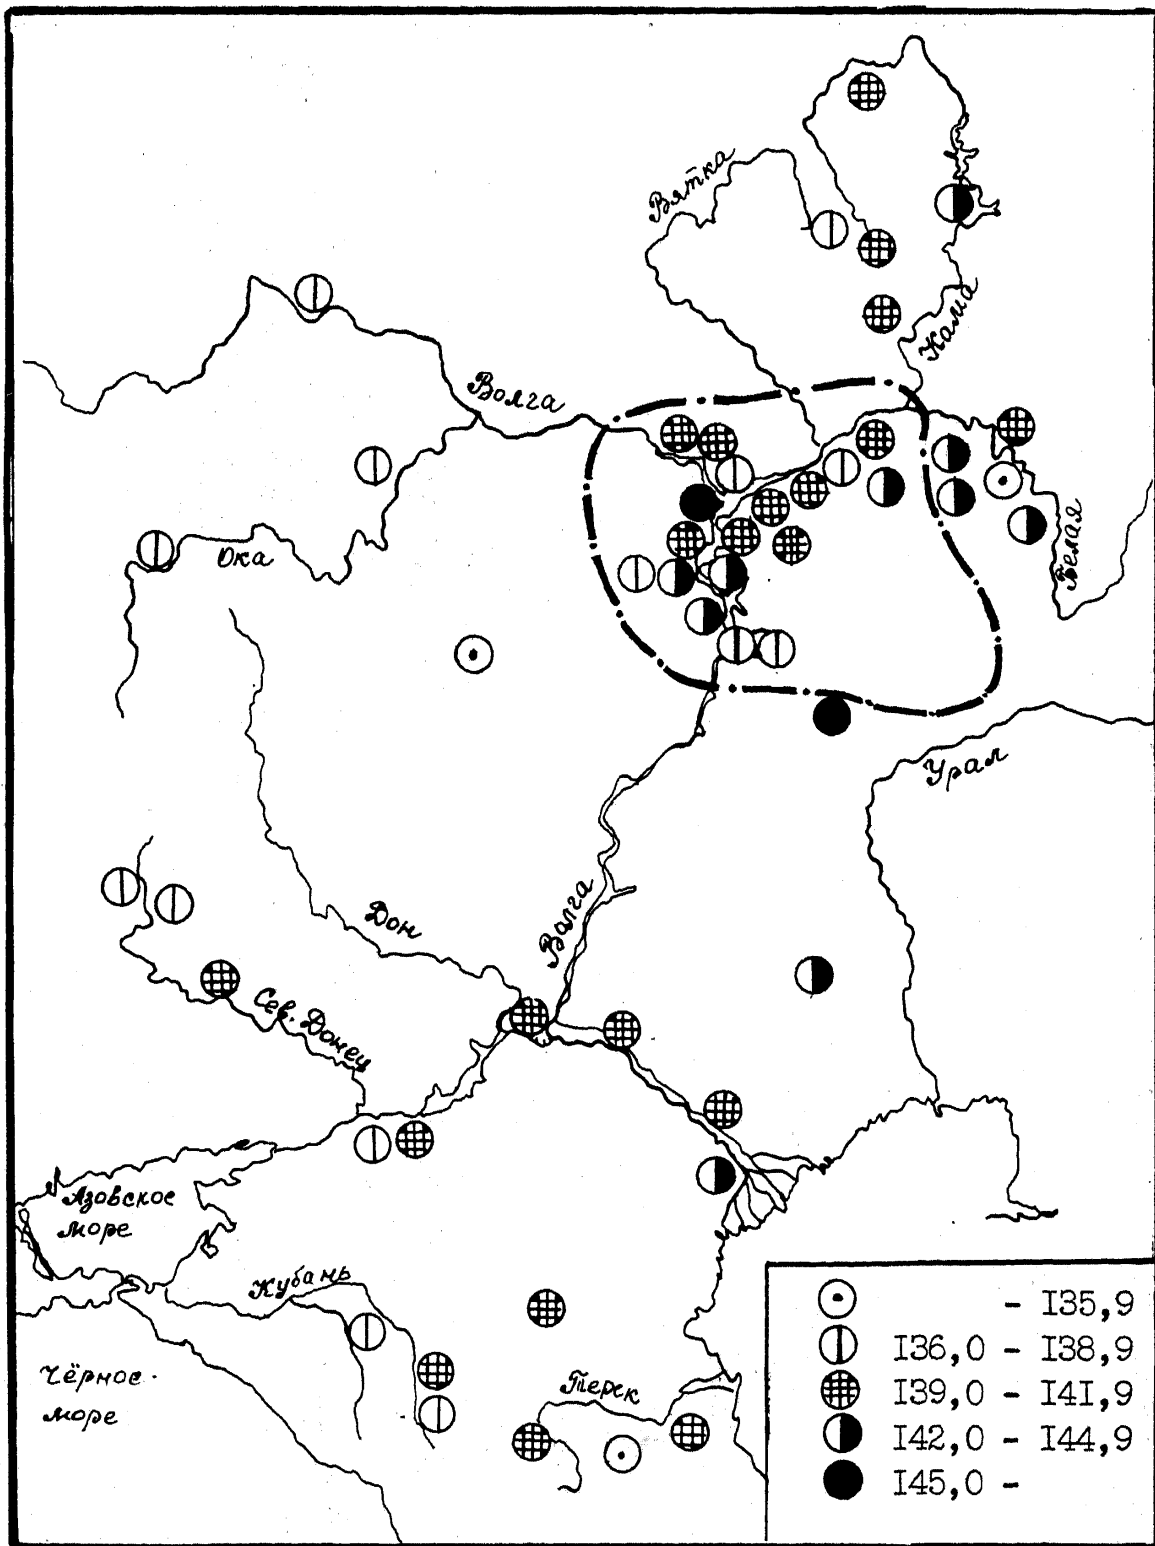 Вятка
Кама
Волга
Белая
Ока
Урал
Волга
Дон
Сев. Донец
Азовское
море
Кубань
Чёрное
море
Терек
- I35,9
I36,0 - I38,9
I39,0 - I4I,9
I42,0 - I44,9
I45,0 -